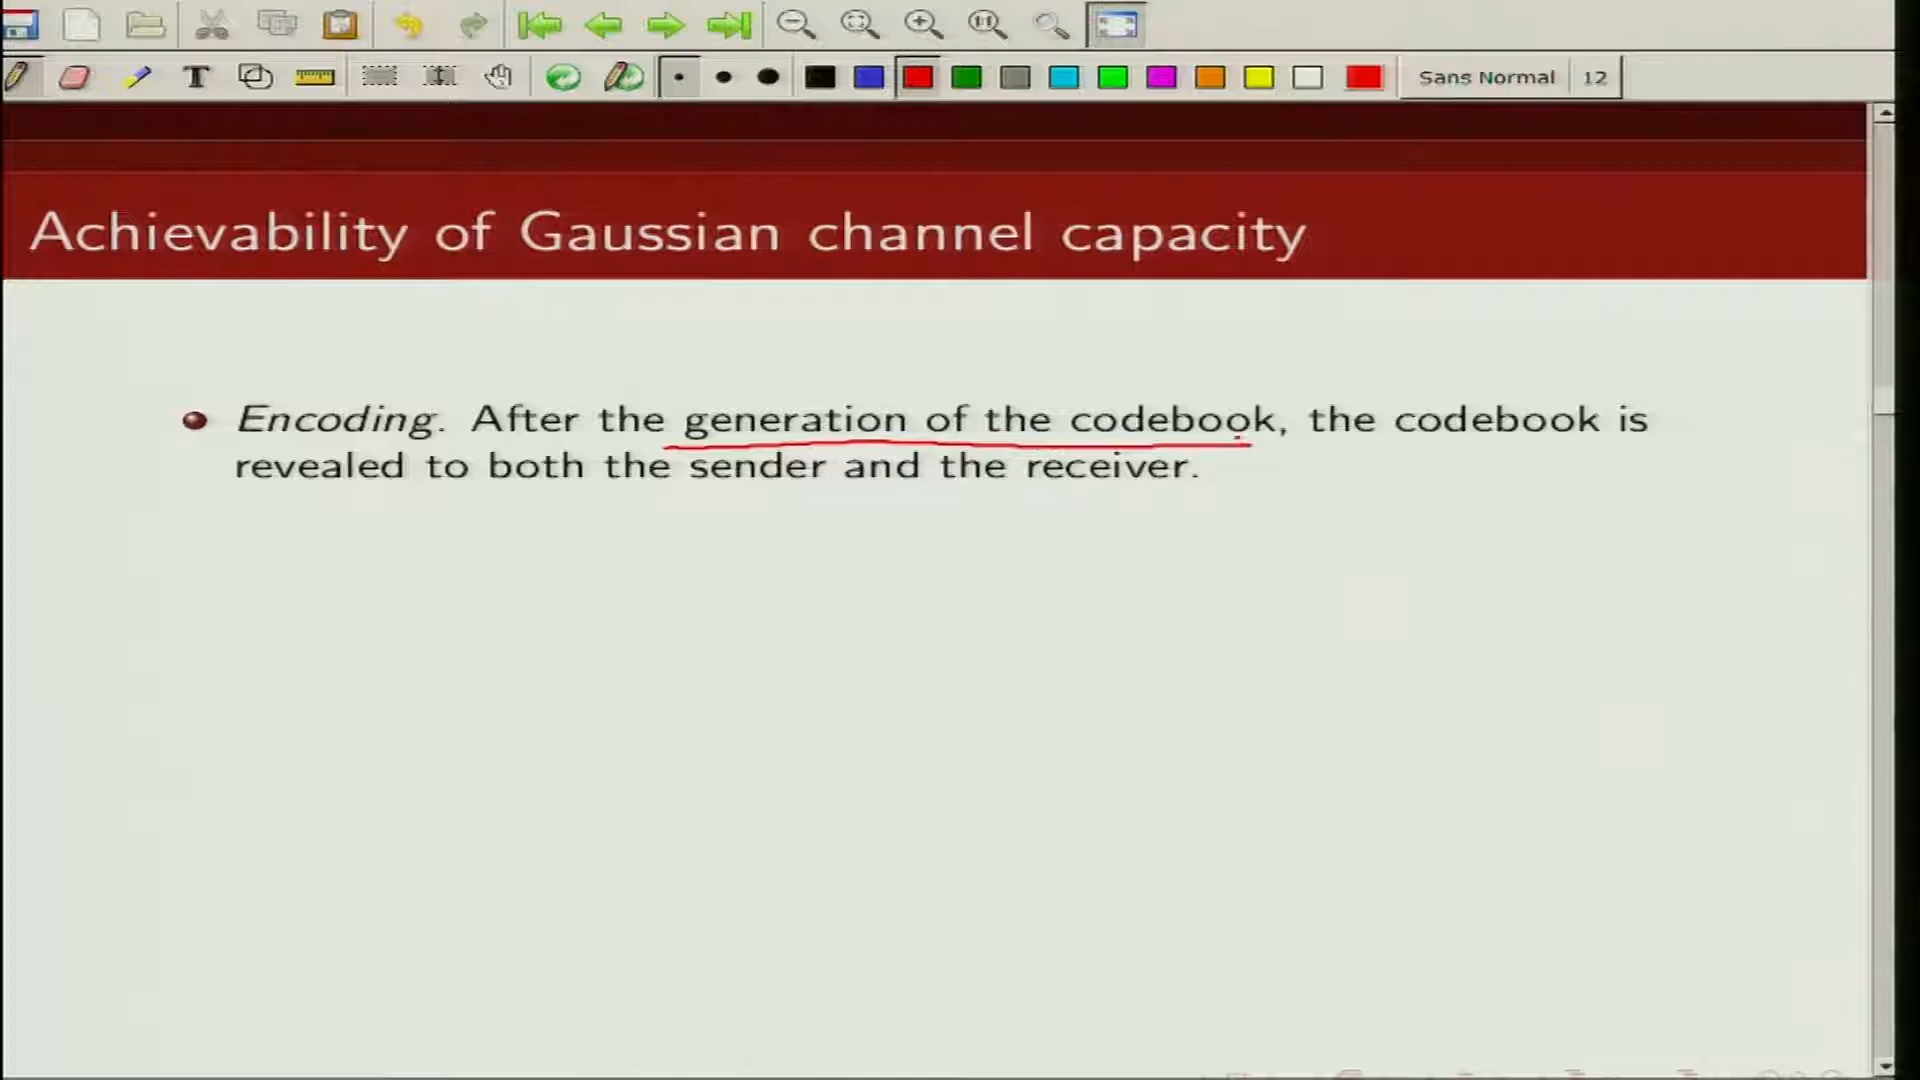 T
Sans Normal 12
Achievability of Gaussian channel capacity
Encoding. After the generation of the codebook, the codebook is
revealed to both the sender and the receiver.